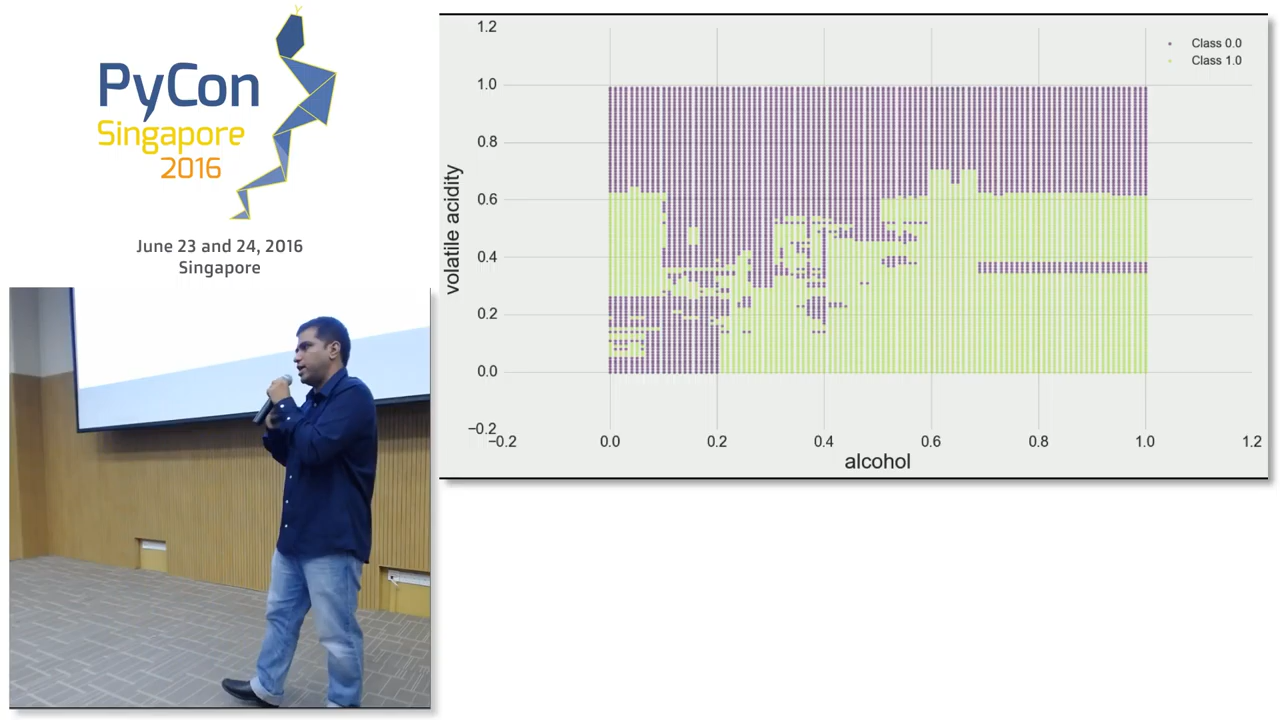 PyCon
Singapore
2016
June 23 and 24, 2016
Singapore
1.2
1.0
0.8
0.6
0.4
0.2
0.0
−0.2
volatile acidity
Class 0.0
Class 1.0
−0.2
0.0
0.2
0.4
0.6
0.8
1.0
1.2
alcohol